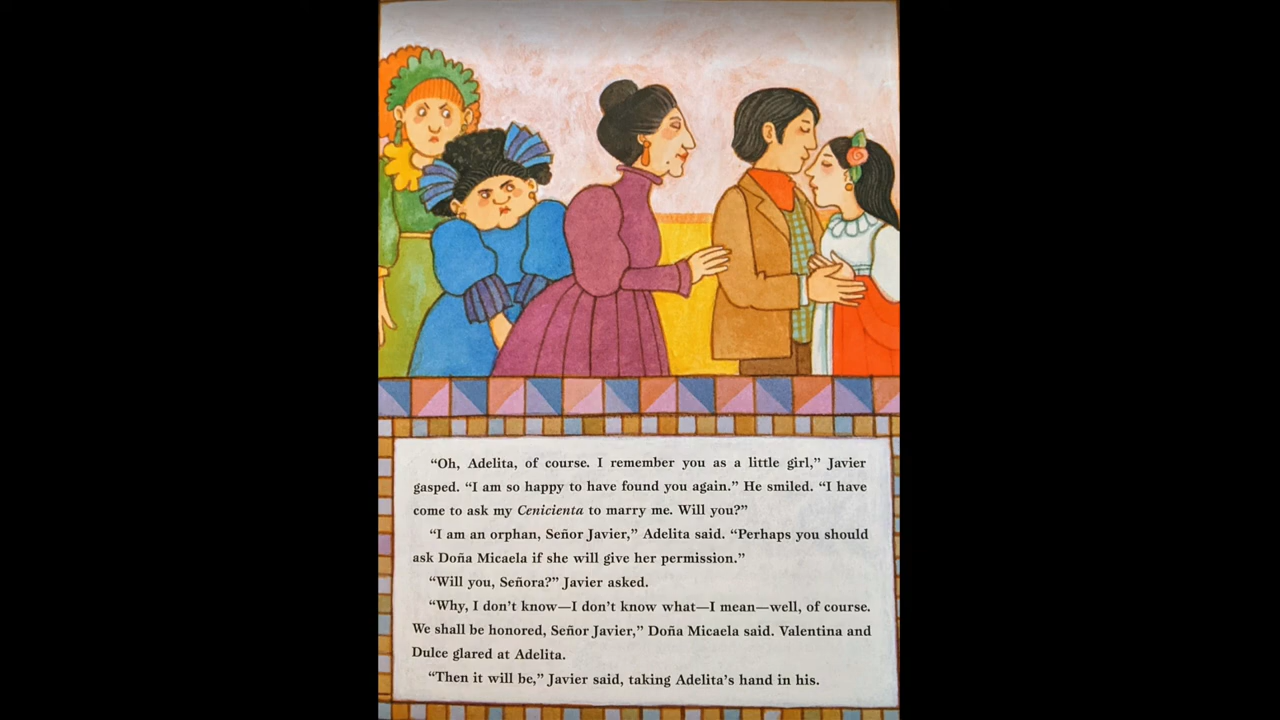 “Oh, Adelita, of course. I remember you as a little girl,” Javier
gasped. “I am so happy to have found you again.” He smiled. “I have
come to ask my Cenicienta to marry me. Will you?”
“I am an orphan, Señor Javier,” Adelita said. “Perhaps you should
ask Doña Micaela if she will give her permission.”
“Will you, Señora?” Javier asked.
“Why, I don’t know—I don’t know what—I mean—well, of course.
We shall be honored, Señor Javier,” Doña Micaela said. Valentina and
Dulce glared at Adelita.
“Then it will be,” Javier said, taking Adelita’s hand in his.